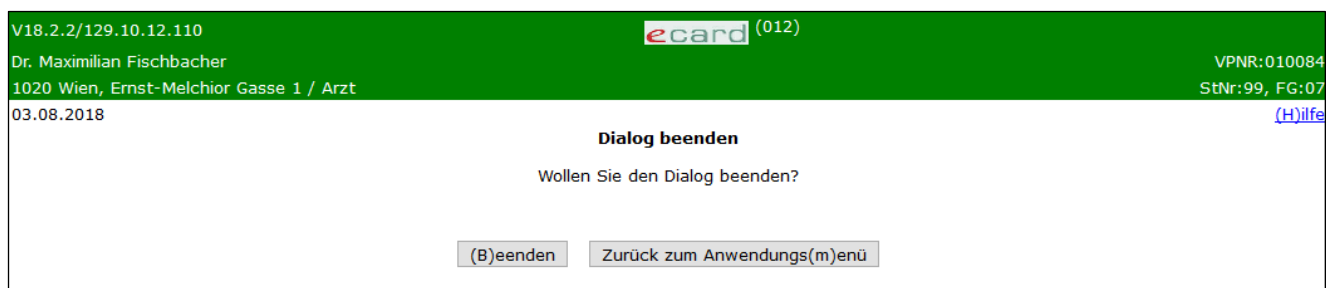 V18.2.2/129.10.12.110 ecard (012)
Dr. Maximilian Fischbacher VPNR:010084
1020 Wien, Ernst-Melchior Gasse 1 / Arzt StNr:99, FG:07
03.08.2018 (H)ilfe
Dialog beenden
Wollen Sie den Dialog beenden?
(B)eenden Zurück zum Anwendungs(m)enü